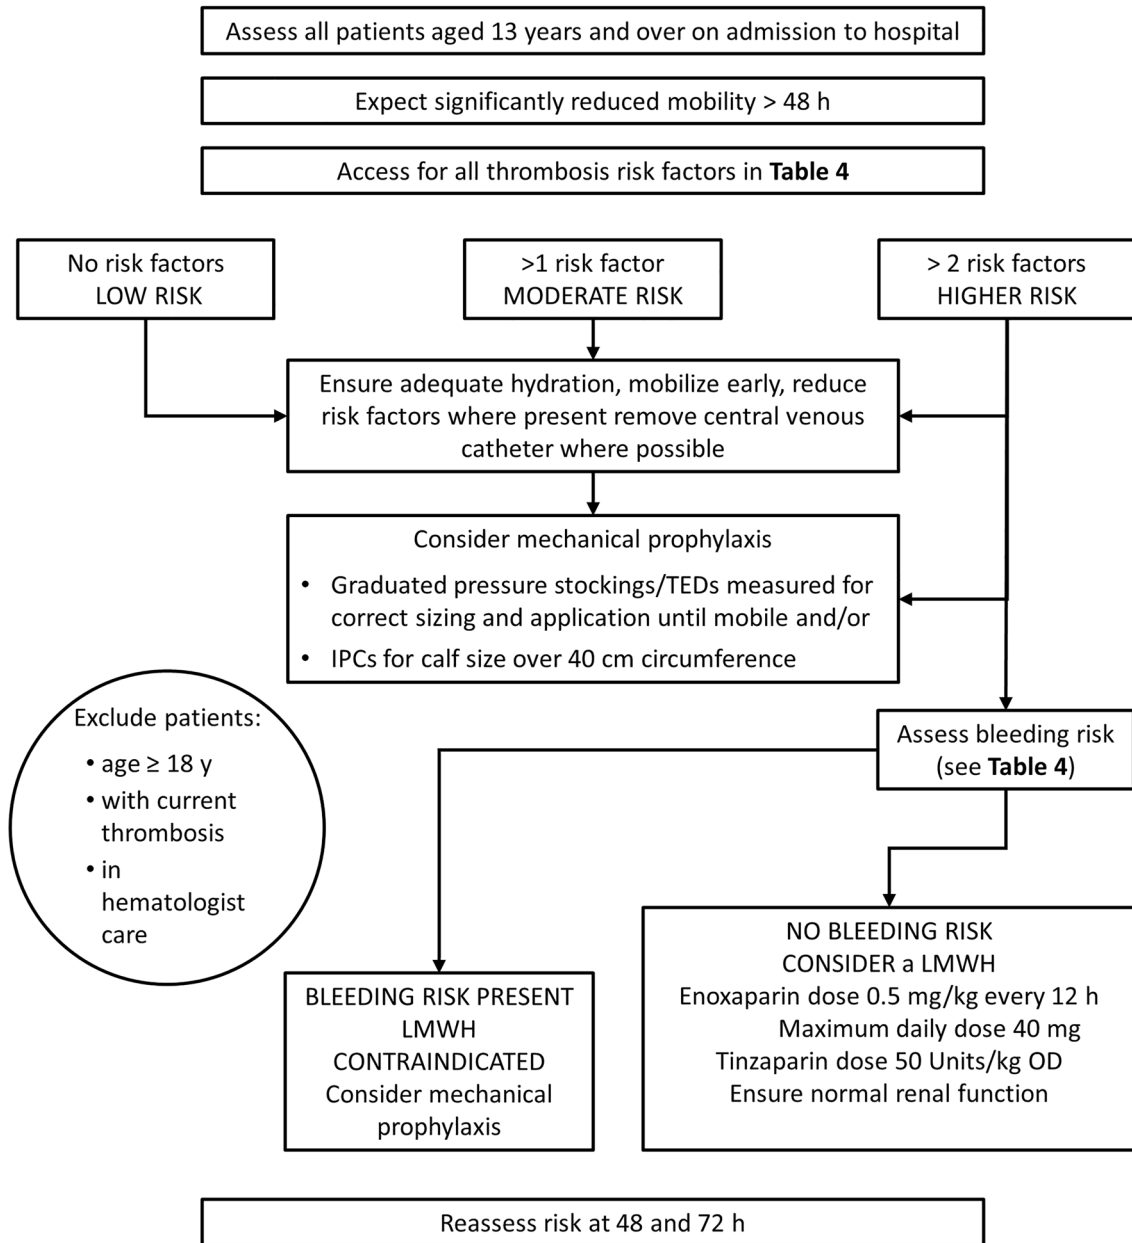 Assess all patients aged 13 years and over on admission to hospital
Expect significantly reduced mobility > 48 h
Access for all thrombosis risk factors in Table 4
No risk factors
LOW RISK
>1 risk factor
MODERATE RISK
> 2 risk factors
HIGHER RISK
Ensure adequate hydration, mobilize early, reduce
risk factors where present remove central venous
catheter where possible
Consider mechanical prophylaxis
• Graduated pressure stockings/TEDs measured for
correct sizing and application until mobile and/or
• IPCs for calf size over 40 cm circumference
Exclude patients:
• age ≥ 18 y
• with current
thrombosis
• in
hematologist
care
Assess bleeding risk
(see Table 4)
BLEEDING RISK PRESENT
LMWH
CONTRAINDICATED
Consider mechanical
prophylaxis
NO BLEEDING RISK
CONSIDER a LMWH
Enoxaparin dose 0.5 mg/kg every 12 h
Maximum daily dose 40 mg
Tinzaparin dose 50 Units/kg OD
Ensure normal renal function
Reassess risk at 48 and 72 h